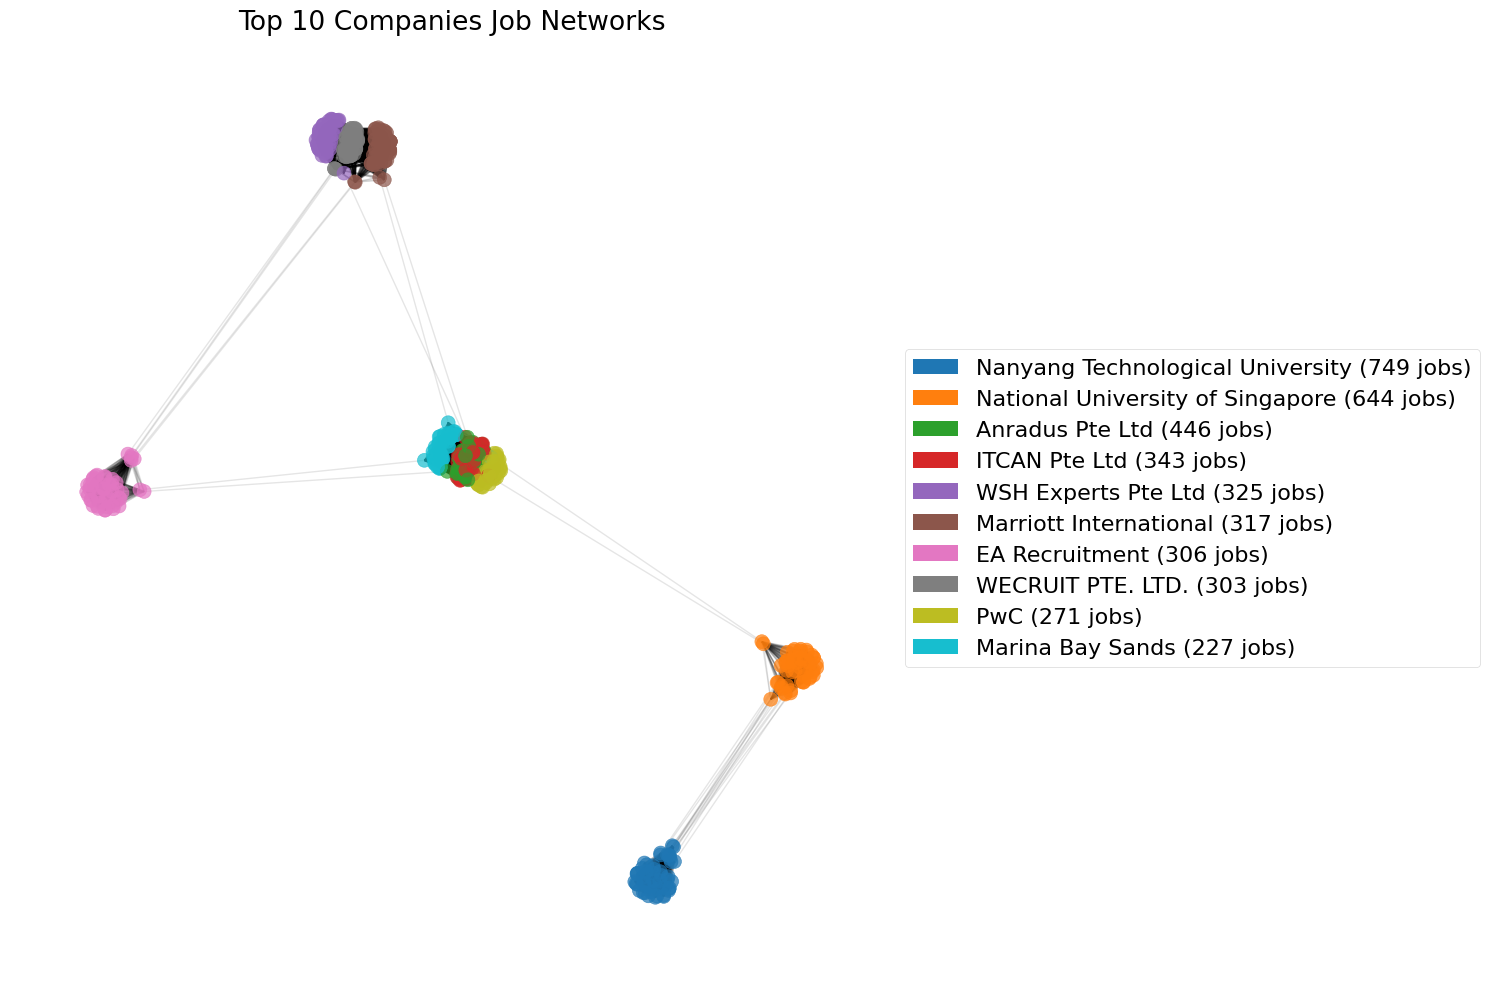 Top 10 Companies Job Networks
Nanyang Technological University (749 jobs)
National University of Singapore (644 jobs)
Anradus Pte Ltd (446 jobs)
ITCAN Pte Ltd (343 jobs)
WSH Experts Pte Ltd (325 jobs)
Marriott International (317 jobs)
EA Recruitment (306 jobs)
WECRUIT PTE. LTD. (303 jobs)
PwC (271 jobs)
Marina Bay Sands (227 jobs)